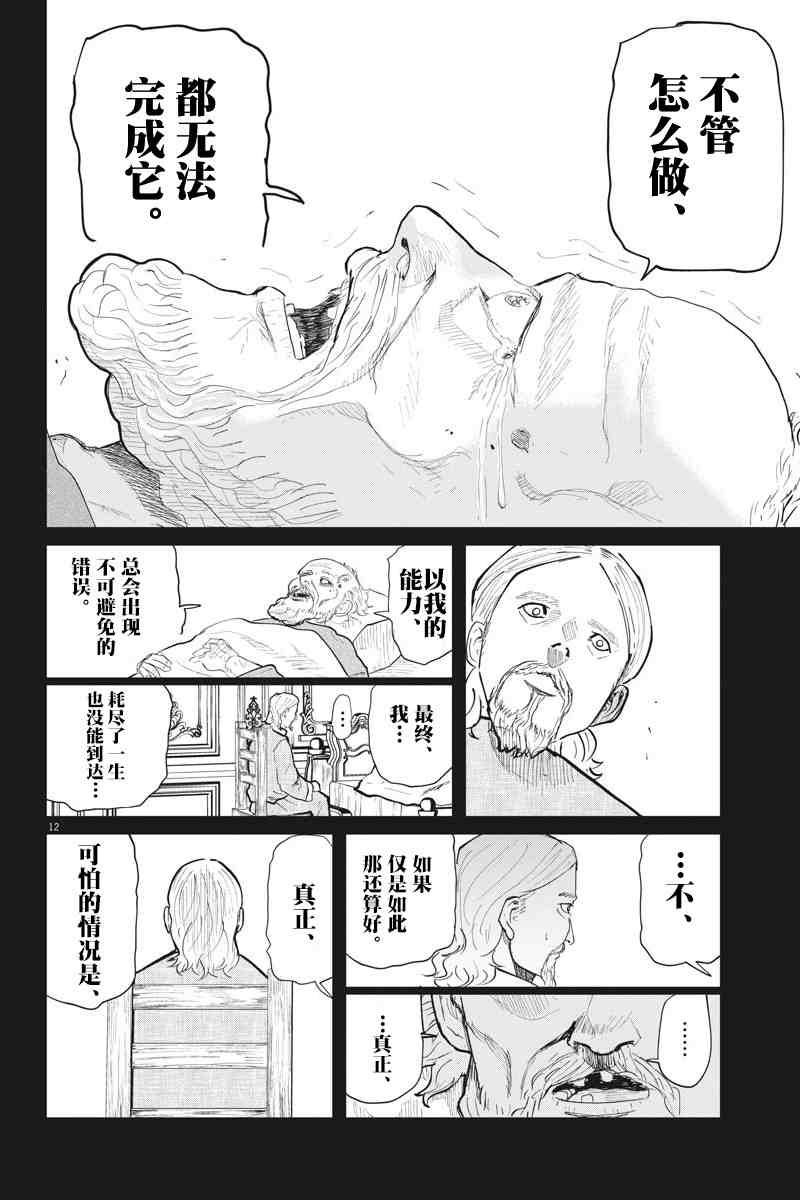 不管
怎么做、
都无法
完成它。
以我的
能力、
总会出现
不可避免的
错误。
最终、
我…
…
耗尽了一生
也没能到达…
12
…不、
如果
仅是如此
那还算好。
……
…真正、
真正、
可怕的情况是、